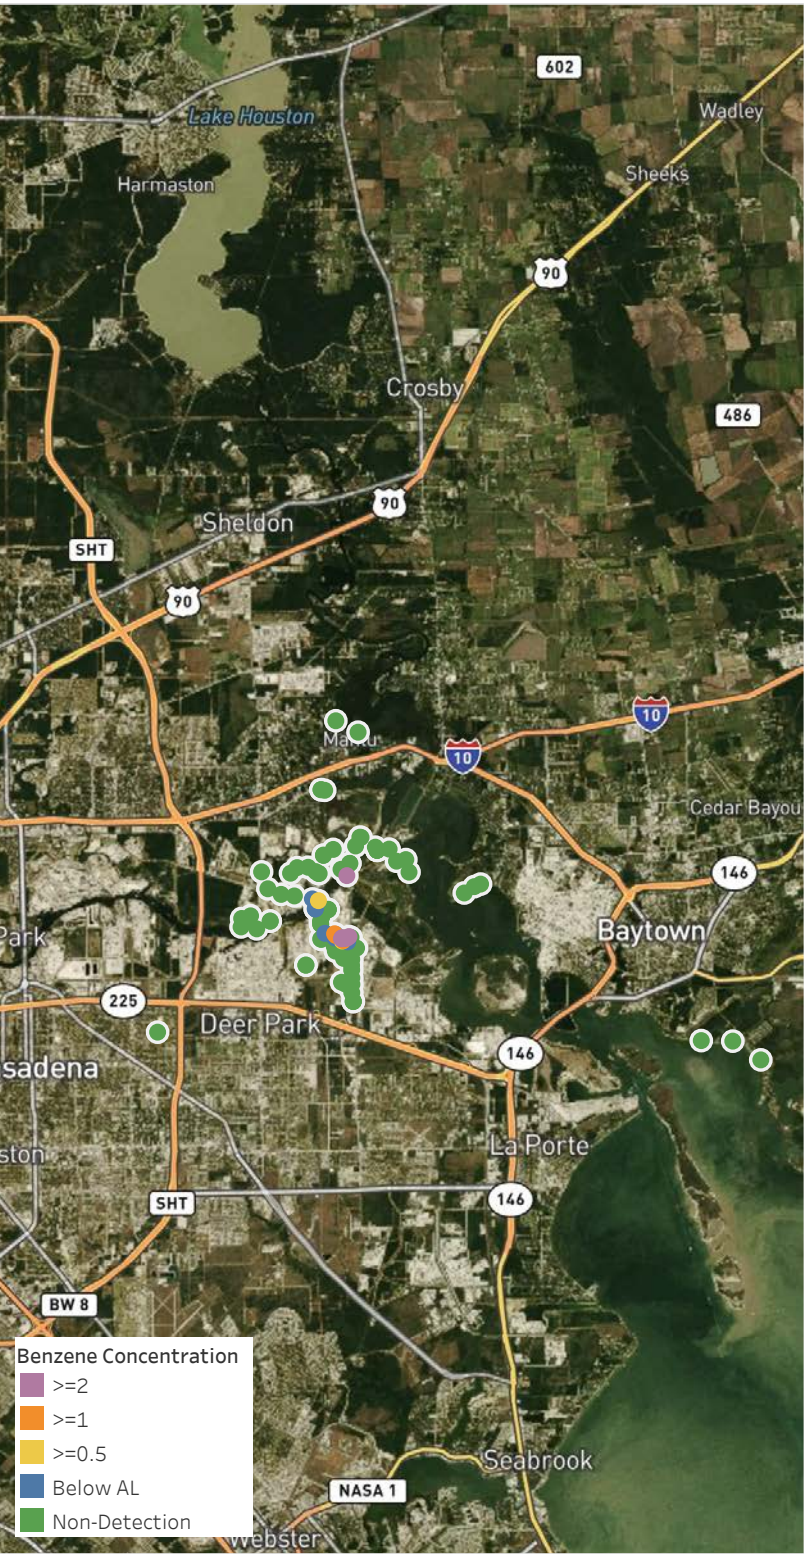 602
Wadley
Lake Houston
Sheeks
Harmaston
90
Crosby
486
90
Sheldon
SHT
90
10
10
Cedar Bayou
146
Park
Baytown
225
Deer Park
146
sadena
La Porte
ston
146
SHT
BW 8
Benzene Concentration
>=2
>=1
>=0.5
Below AL
Non-Detection
Seabrook
NASA 1
Webster